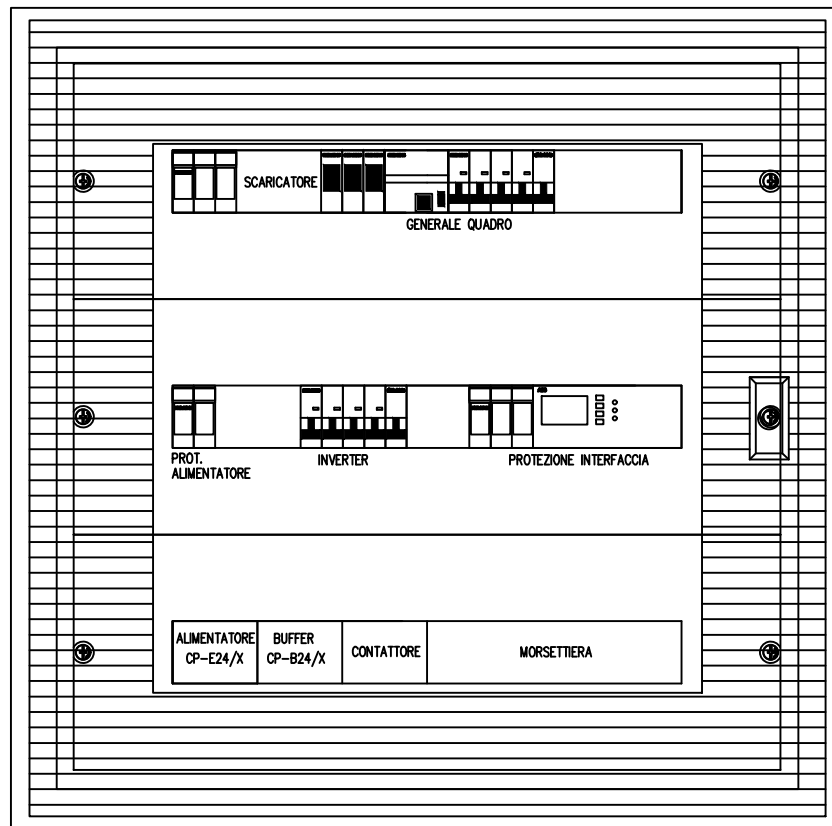 SCARICATORE
GENERALE QUADRO
PROT.
ALIMENTATORE
INVERTER
PROTEZIONE INTERFACCIA
ALIMENTATORE
CP-E24/X
BUFFER
CP-B24/X
CONTATTORE
MORSETTIERA